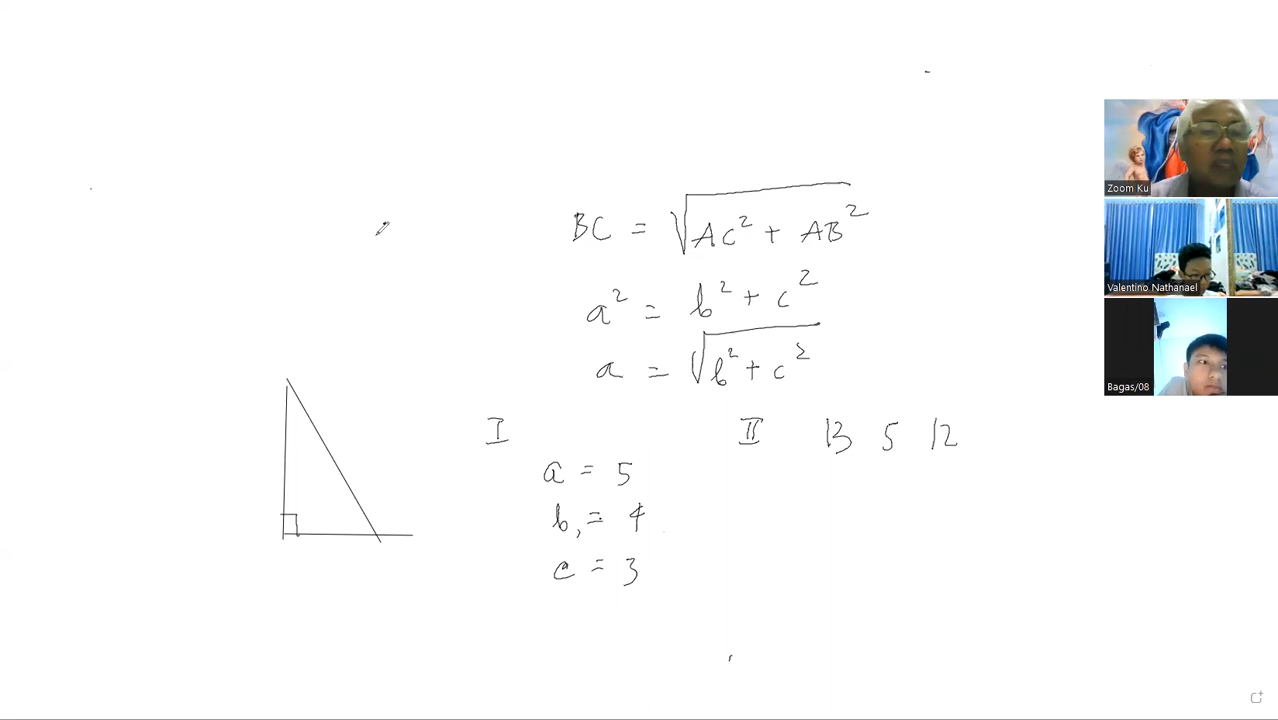 BC = √AC² + AB²
a² = b² + c²
a = √b² + c²
I
a = 5
b, = 4
c = 3
II 13 5 12
Zoom Ku
Valentino Nathanael
Bagas/08